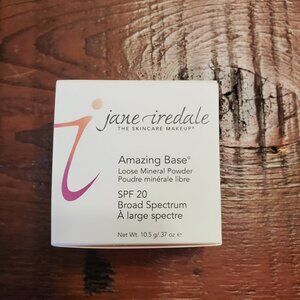 jane iredale
THE SKINCARE MAKEUP®
Amazing Base®
Loose Mineral Powder
Poudre minérale libre
SPF 20
Broad Spectrum
À large spectre
Net Wt. 10.5 g/.37 oz e